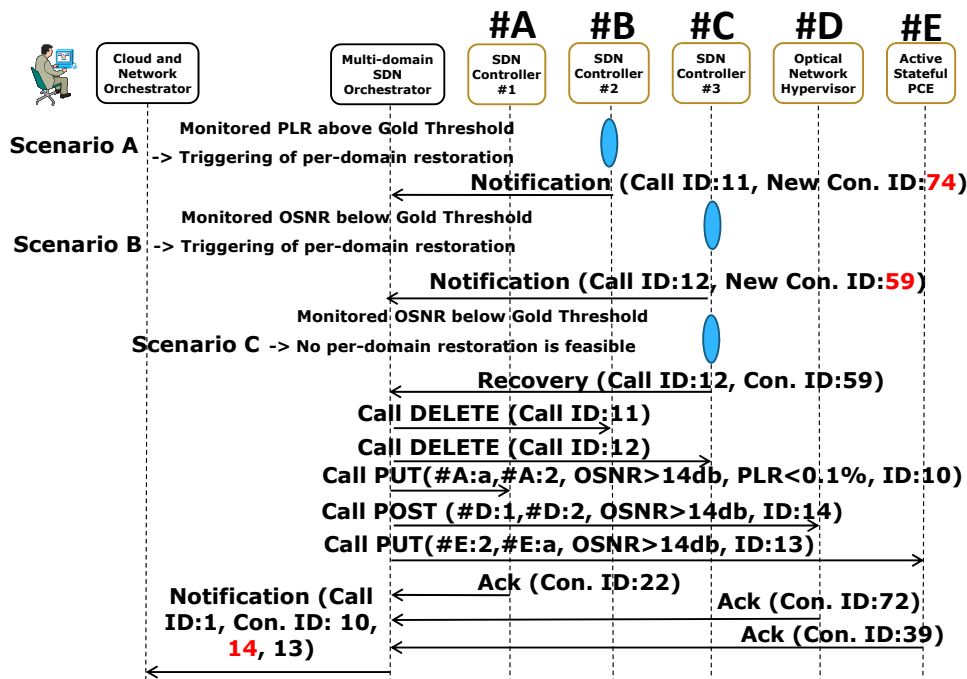 #A #B #C #D #E
Cloud and Network Orchestrator
Multi-domain SDN Orchestrator
SDN Controller #1
SDN Controller #2
SDN Controller #3
Optical Network Hypervisor
Active Stateful PCE
Scenario A
Monitored PLR above Gold Threshold
-> Triggering of per-domain restoration
Notification (Call ID:11, New Con. ID:74)
Scenario B
Monitored OSNR below Gold Threshold
-> Triggering of per-domain restoration
Notification (Call ID:12, New Con. ID:59)
Monitored OSNR below Gold Threshold
Scenario C -> No per-domain restoration is feasible
Recovery (Call ID:12, Con. ID:59)
Call DELETE (Call ID:11)
Call DELETE (Call ID:12)
Call PUT(#A:a,#A:2, OSNR>14db, PLR<0.1%, ID:10)
Call POST (#D:1,#D:2, OSNR>14db, ID:14)
Call PUT(#E:2,#E:a, OSNR>14db, ID:13)
Ack (Con. ID:22)
Notification (Call
ID:1, Con. ID: 10,
14, 13)
Ack (Con. ID:72)
Ack (Con. ID:39)